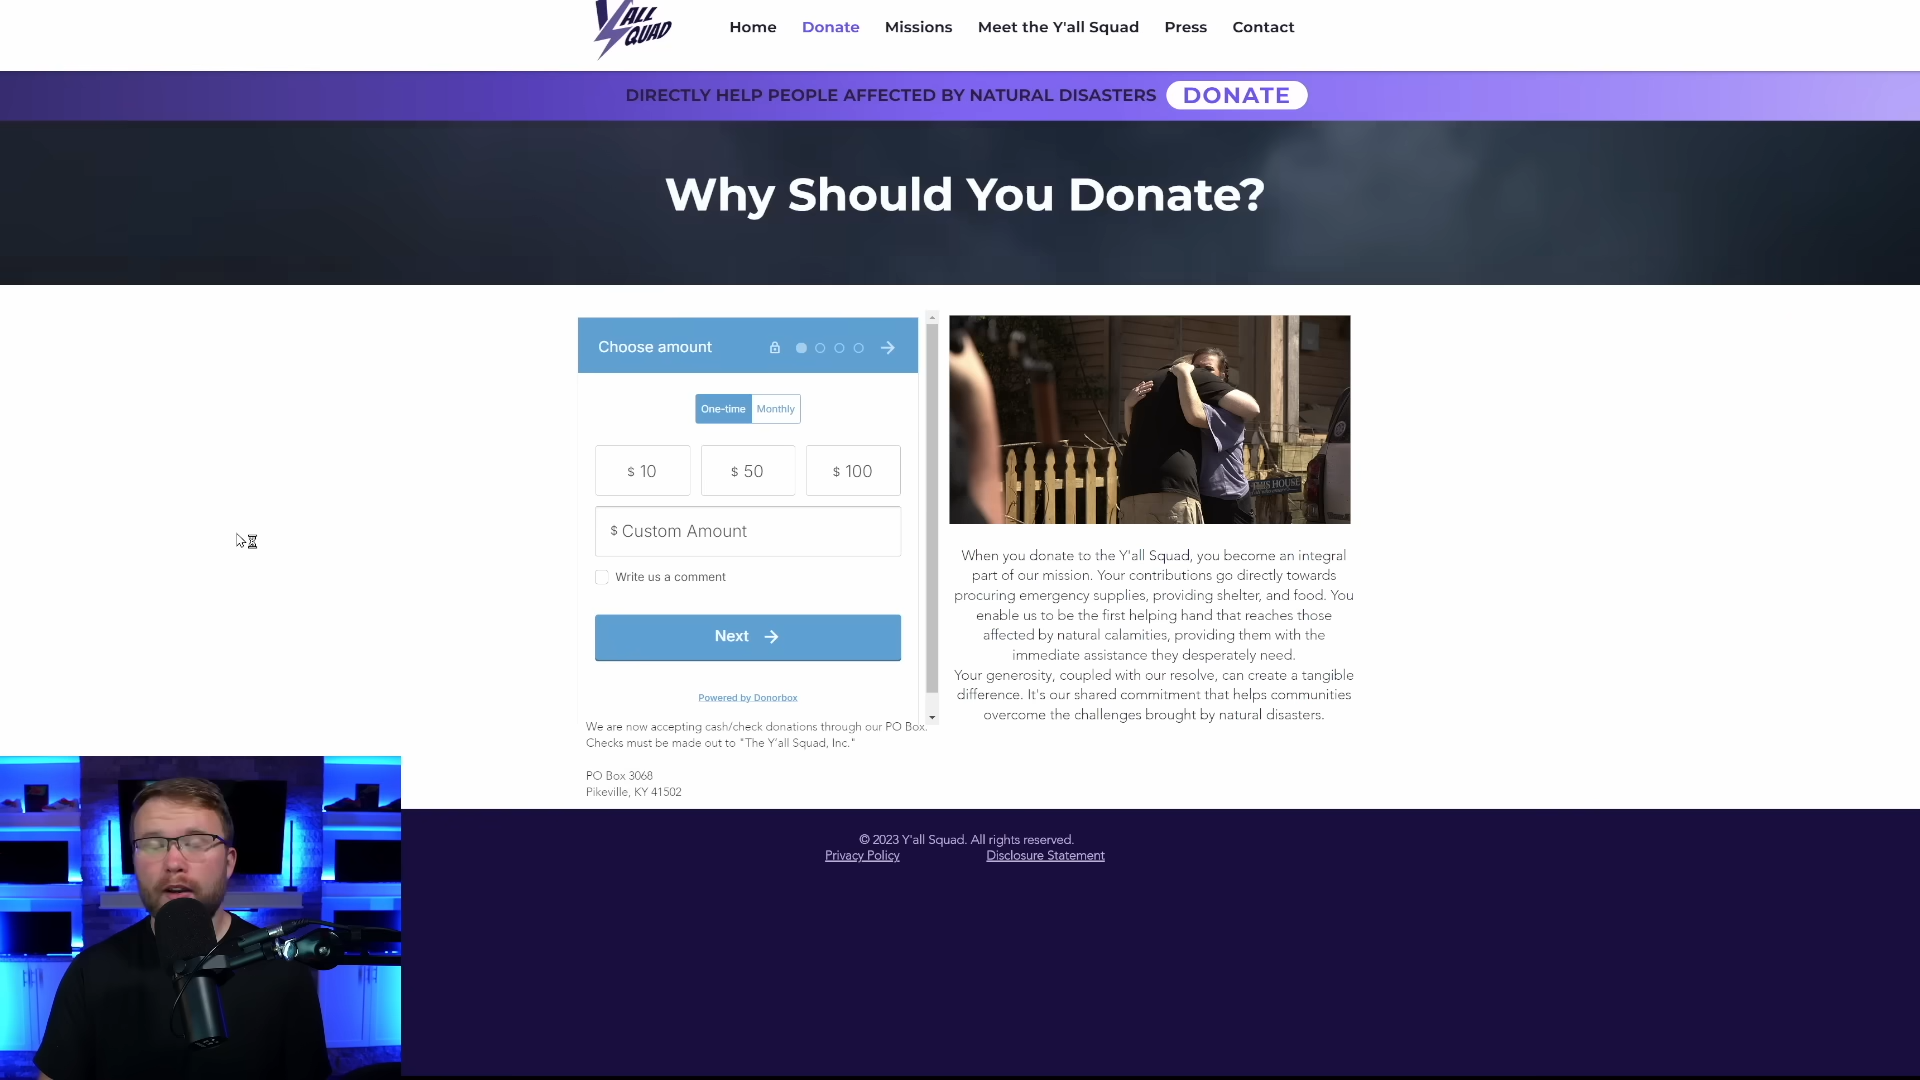 Y'ALL
SQUAD
Home Donate Missions Meet the Y'all Squad Press Contact
DIRECTLY HELP PEOPLE AFFECTED BY NATURAL DISASTERS DONATE
Why Should You Donate?
Choose amount
One-time Monthly
$ 10 $ 50 $ 100
$ Custom Amount
Write us a comment
Next
Powered by Donorbox
We are now accepting cash/check donations through our PO Box.
Checks must be made out to "The Y'all Squad, Inc."
PO Box 3068
Pikeville, KY 41502
THIS HOUSE
When you donate to the Y'all Squad, you become an integral
part of our mission. Your contributions go directly towards
procuring emergency supplies, providing shelter, and food. You
enable us to be the first helping hand that reaches those
affected by natural calamities, providing them with the
immediate assistance they desperately need.
Your generosity, coupled with our resolve, can create a tangible
difference. It's our shared commitment that helps communities
overcome the challenges brought by natural disasters.
© 2023 Y'all Squad. All rights reserved.
Privacy Policy Disclosure Statement